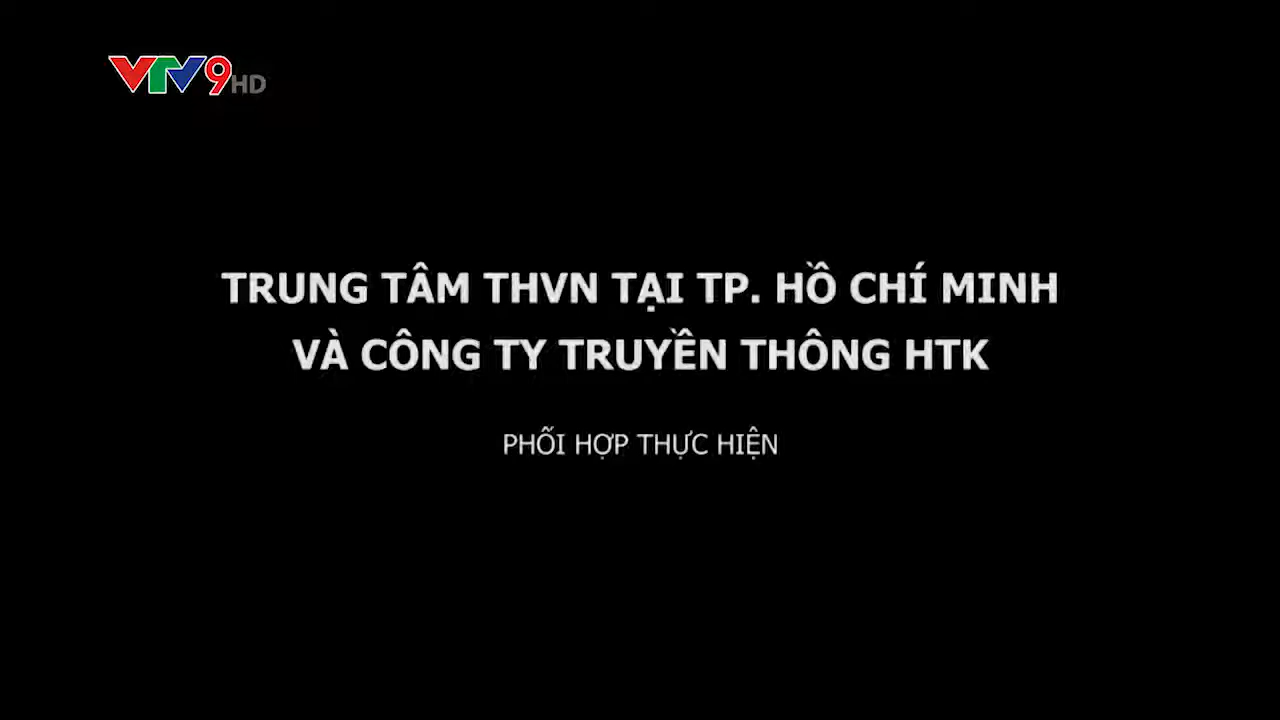 VTV9HD
TRUNG TÂM THVN TẠI TP. HỒ CHÍ MINH
VÀ CÔNG TY TRUYỀN THÔNG HTK
PHỐI HỢP THỰC HIỆN